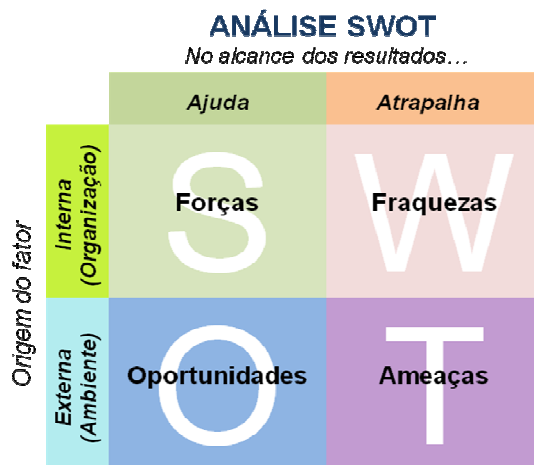 ANÁLISE SWOT
No alcance dos resultados...
Ajuda
Atrapalha
Origem do fator
Interna
(Organização)
S
Forças
W
Fraquezas
Externa
(Ambiente)
O
Oportunidades
T
Ameaças